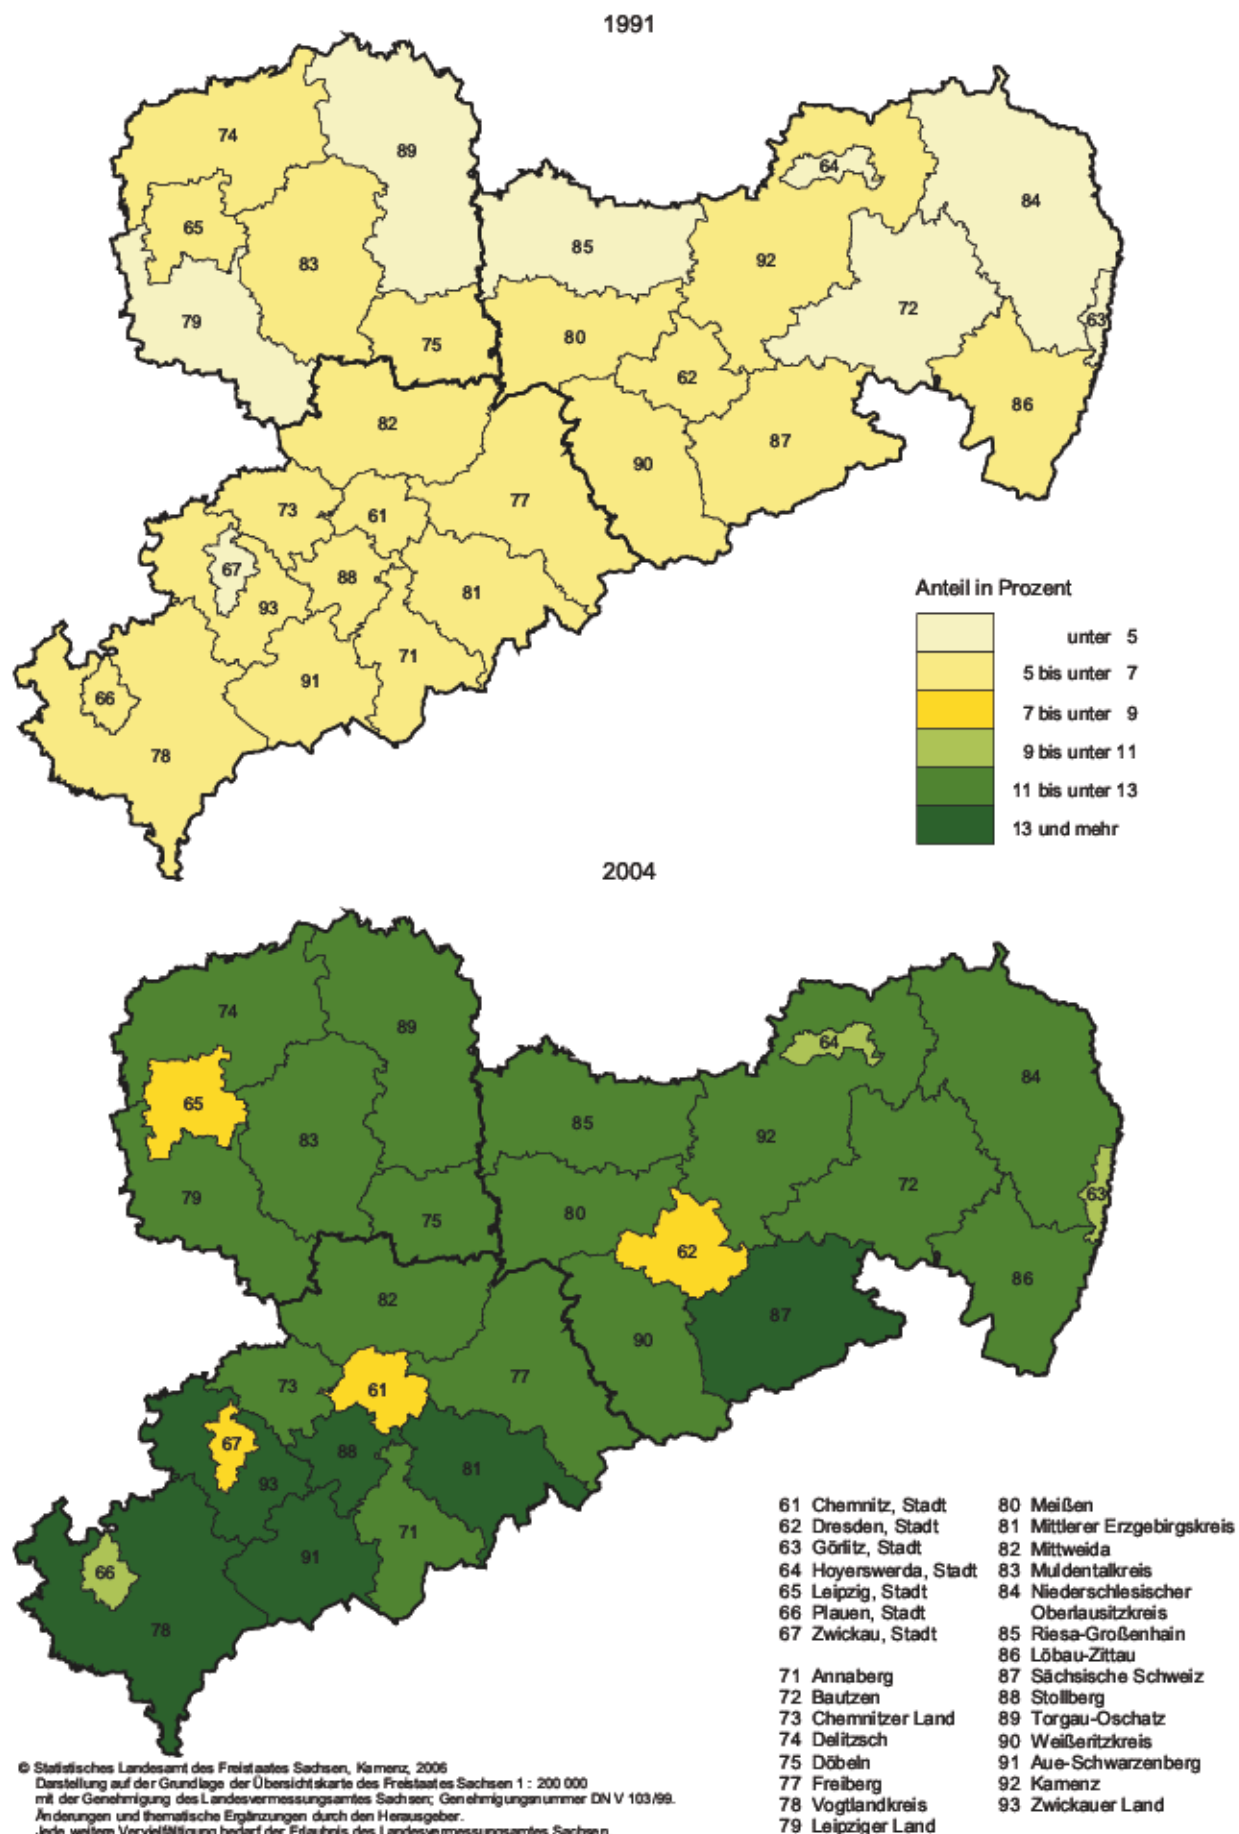 1991
74
89
64
84
65
85
83
92
79
72
63
75
80
62
86
82
87
90
73
61
77
67
88
93
81
71
91
66
78
Anteil in Prozent
unter 5
5 bis unter 7
7 bis unter 9
9 bis unter 11
11 bis unter 13
13 und mehr
2004
74
89
64
84
65
85
83
92
79
72
63
75
80
62
86
82
87
90
73
61
77
67
88
93
81
71
91
66
78
61 Chemnitz, Stadt
62 Dresden, Stadt
63 Görlitz, Stadt
64 Hoyerswerda, Stadt
65 Leipzig, Stadt
66 Plauen, Stadt
67 Zwickau, Stadt
71 Annaberg
72 Bautzen
73 Chemnitzer Land
74 Delitzsch
75 Döbeln
77 Freiberg
78 Vogtlandkreis
79 Leipziger Land
80 Meißen
81 Mittlerer Erzgebirgskreis
82 Mittweida
83 Muldentalkreis
84 Niederschlesischer
Oberlausitzkreis
85 Riesa-Großenhain
86 Löbau-Zittau
87 Sächsische Schweiz
88 Stollberg
89 Torgau-Oschatz
90 Weißeritzkreis
91 Aue-Schwarzenberg
92 Kamenz
93 Zwickauer Land
© Statistisches Landesamt des Freistaates Sachsen, Kamenz, 2006
Darstellung auf der Grundlage der Übersichtskarte des Freistaates Sachsen 1 : 200 000
mit der Genehmigung des Landesvermessungsamtes Sachsen; Genehmigungsnummer DN V 103/99.
Änderungen und thematische Ergänzungen durch den Herausgeber.
Jede weitere Vervielfältigung bedarf der Erlaubnis des Landesvermessungsamtes Sachsen